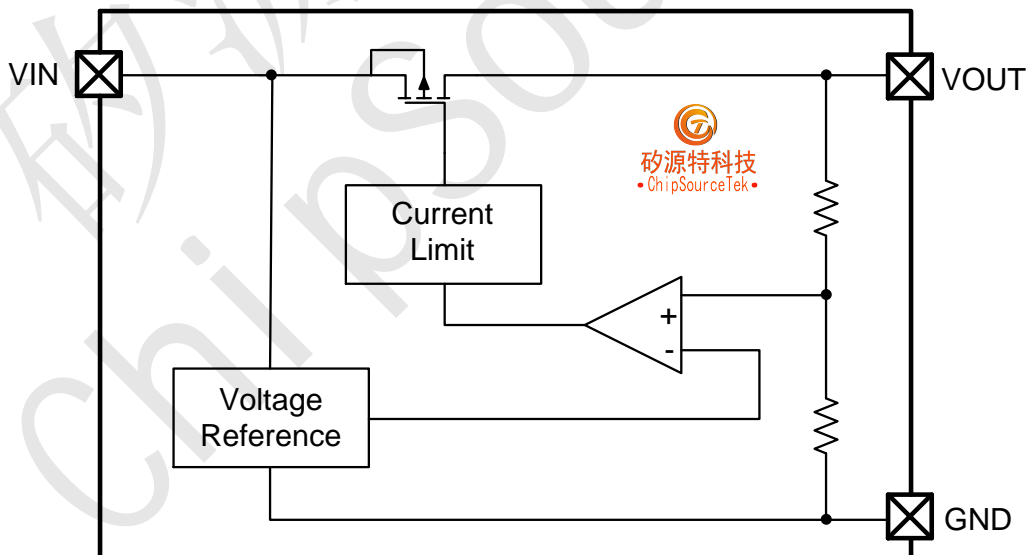 VIN
VOUT
矽源特科技
•ChipSourceTek•
Current
Limit
+
-
Voltage
Reference
GND